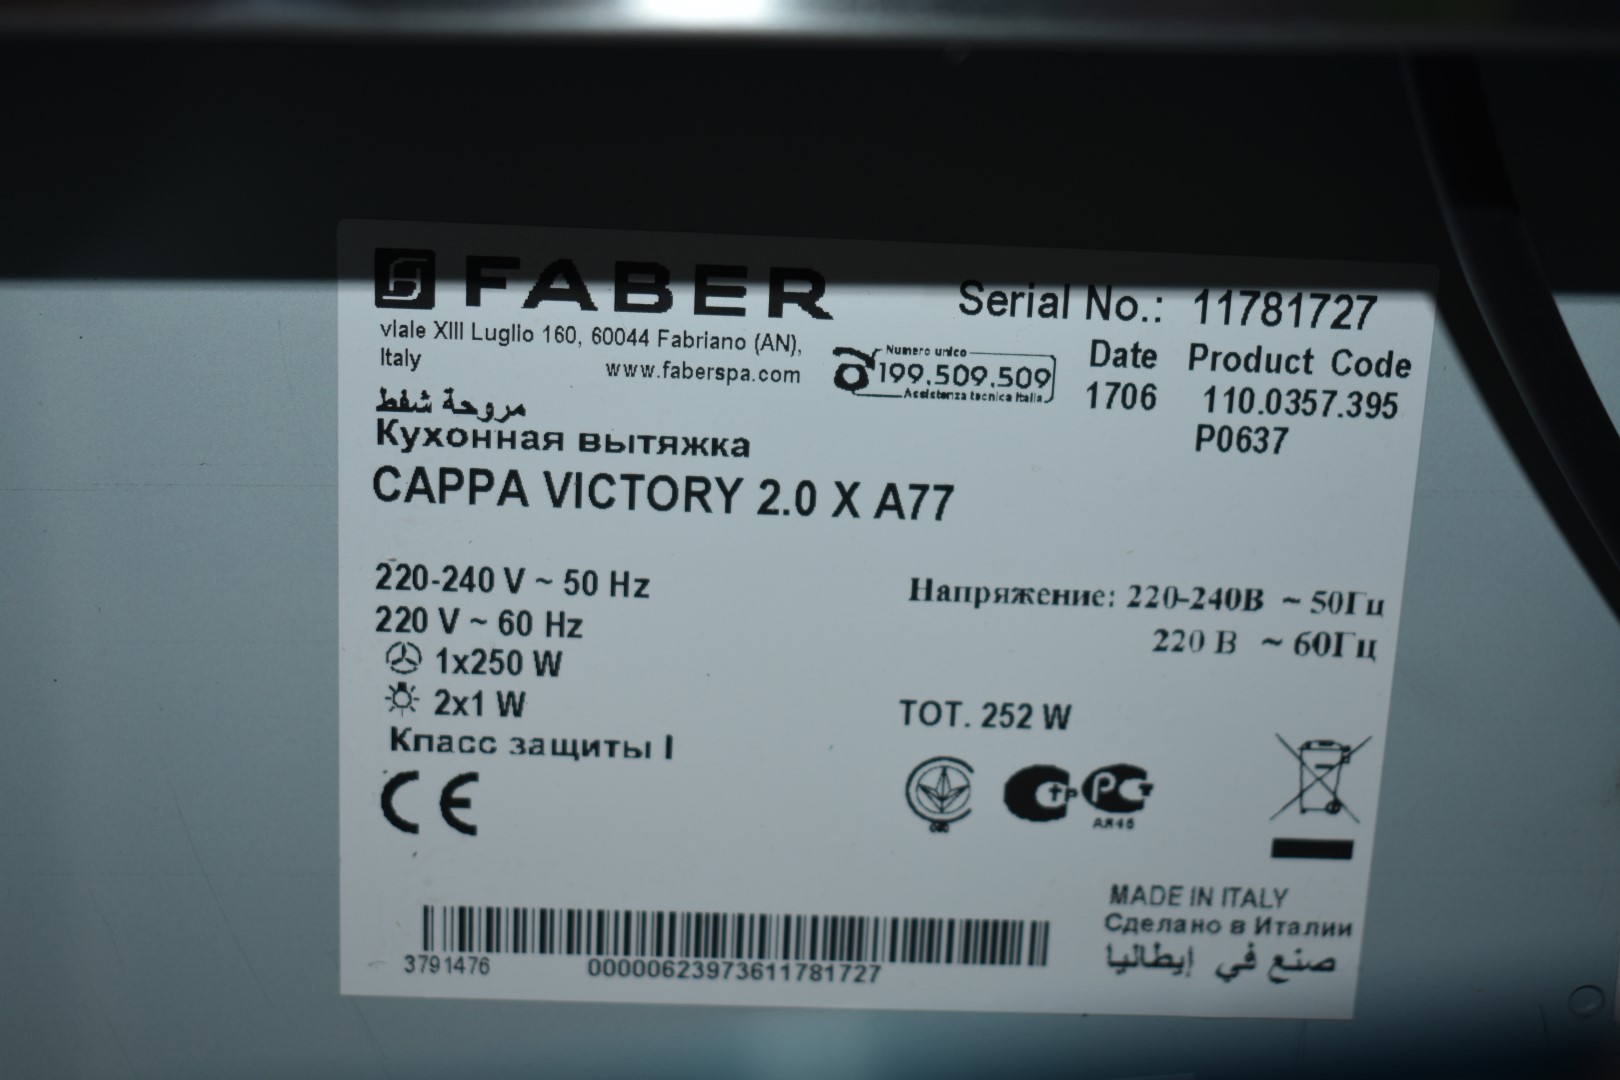 FABER
viale XIII Luglio 160, 60044 Fabriano (AN),
Italy
www.faberspa.com
Numero unico
199.509.509
Assistenza tecnica Italia
Serial No.: 11781727
Date Product Code
1706 110.0357.395
P0637
مروحة شفط
Кухонная вытяжка
CAPPA VICTORY 2.0 X A77
220-240 V ~ 50 Hz
220 V ~ 60 Hz
1x250 W
2x1 W
Класс защиты I
Напряжение: 220-240В ~ 50Гц
220 В ~ 60Гц
TOT. 252 W
CE
АЯ46
MADE IN ITALY
Сделано в Италии
صنع في إيطاليا
3791476 00000623973611781727